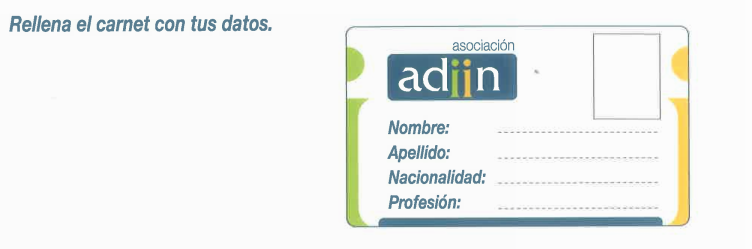 Rellena el carnet con tus datos.
asociación
adiin
Nombre:
Apellido:
Nacionalidad:
Profesión: